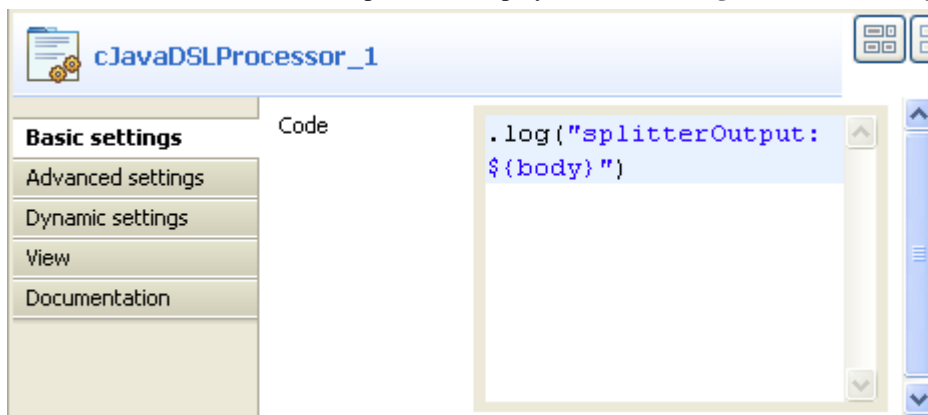 cJavaDSLProcessor_1
Basic settings
Code
.log("splitterOutput:
${body}")
Advanced settings
Dynamic settings
View
Documentation